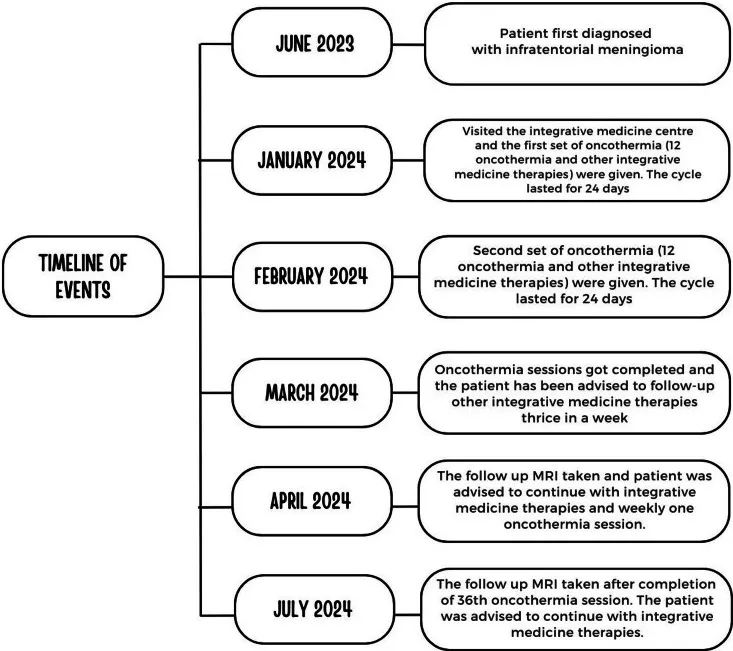 TIMELINE OF
EVENTS
JUNE 2023
Patient first diagnosed
with infratentorial meningioma
JANUARY 2024
Visited the integrative medicine centre
and the first set of oncothermia (12
oncothermia and other integrative
medicine therapies) were given. The cycle
lasted for 24 days
FEBRUARY 2024
Second set of oncothermia (12
oncothermia and other integrative
medicine therapies) were given. The cycle
lasted for 24 days
MARCH 2024
Oncothermia sessions got completed and
the patient has been advised to follow-up
other integrative medicine therapies
thrice in a week
APRIL 2024
The follow up MRI taken and patient was
advised to continue with integrative
medicine therapies and weekly one
oncothermia session.
JULY 2024
The follow up MRI taken after completion
of 36th oncothermia session. The patient
was advised to continue with integrative
medicine therapies.